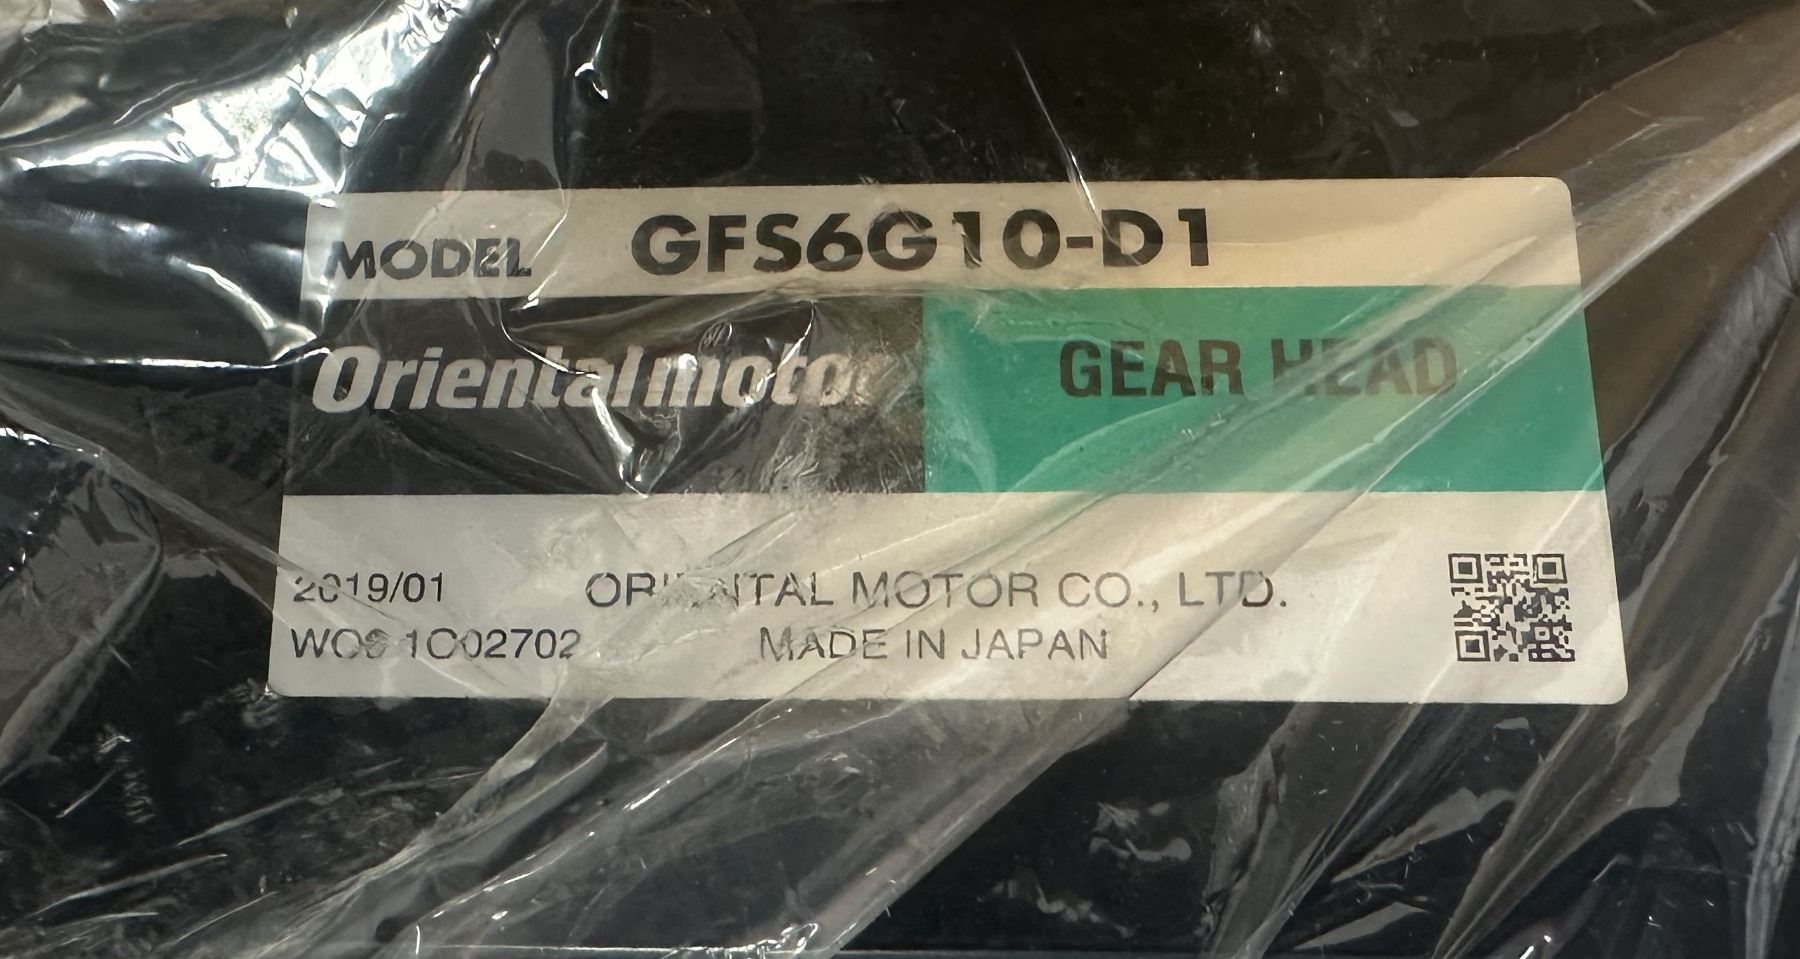 MODEL GFS6G10-D1
Orientalmotor GEAR HEAD
2019/01 ORIENTAL MOTOR CO., LTD.
MADE IN JAPAN